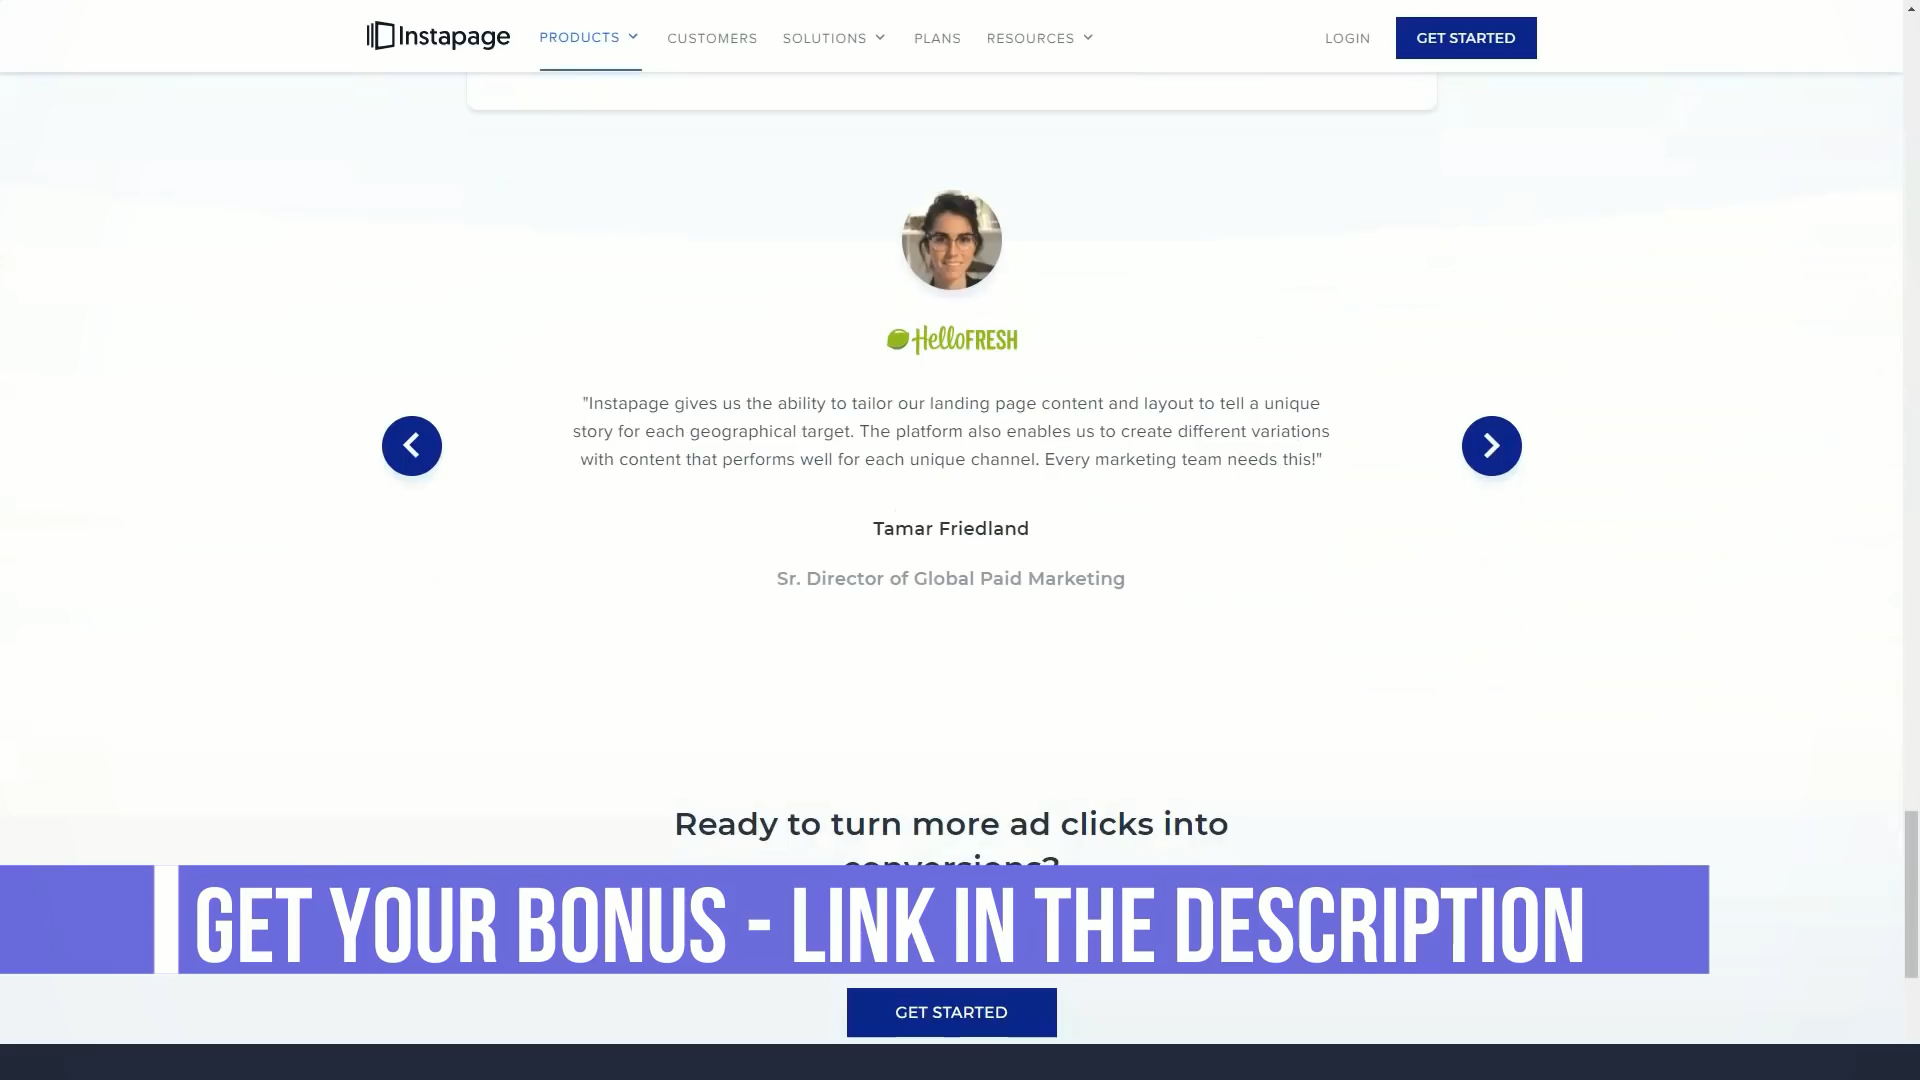 Instapage
PRODUCTS
CUSTOMERS
SOLUTIONS
PLANS
RESOURCES
LOGIN
GET STARTED
HelloFRESH
"Instapage gives us the ability to tailor our landing page content and layout to tell a unique
story for each geographical target. The platform also enables us to create different variations
with content that performs well for each unique channel. Every marketing team needs this!"
Tamar Friedland
Sr. Director of Global Paid Marketing
Ready to turn more ad clicks into
conversions?
GET YOUR BONUS - LINK IN THE DESCRIPTION
GET STARTED